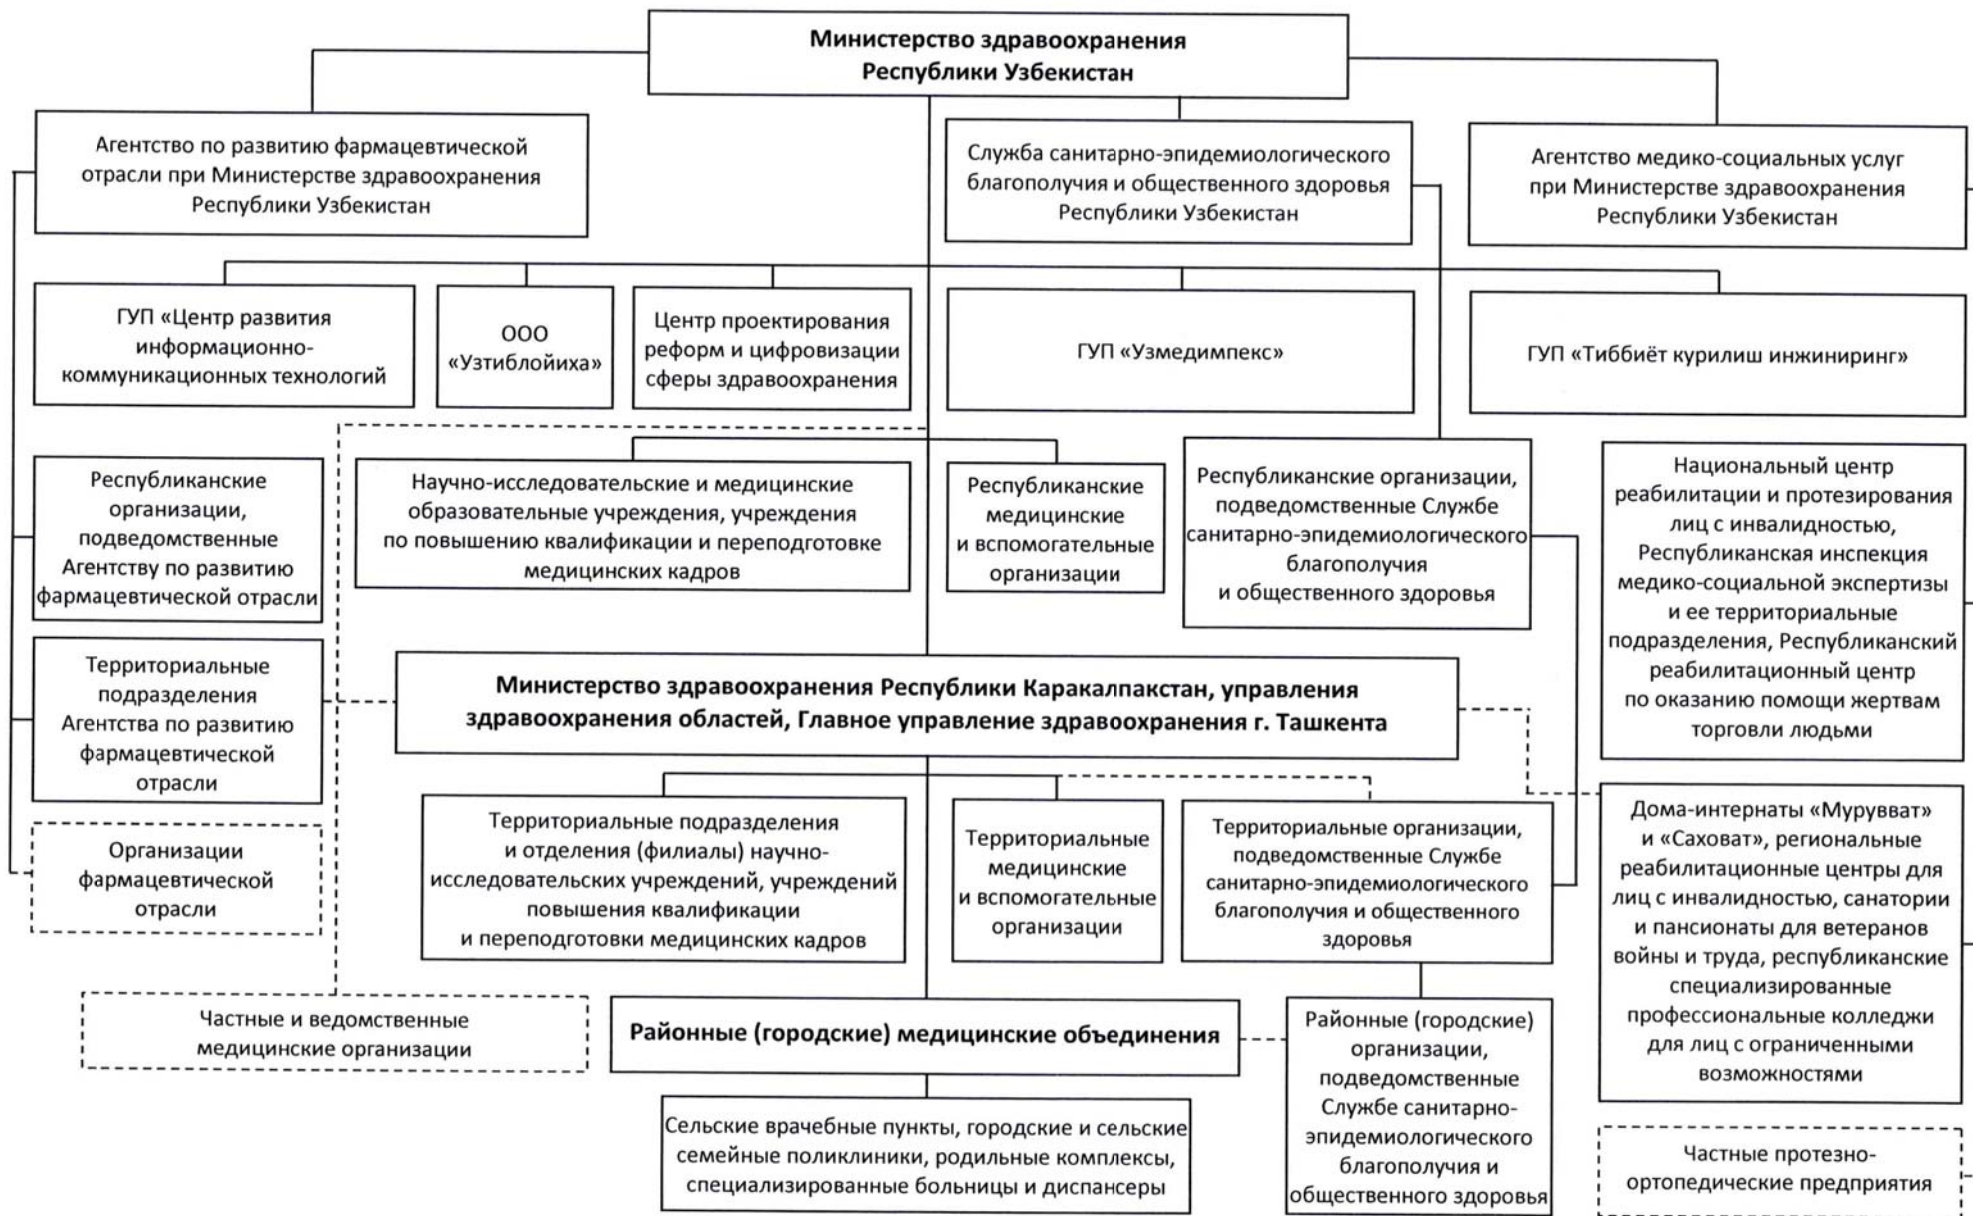 Министерство здравоохранения
Республики Узбекистан
Агентство по развитию фармацевтической
отрасли при Министерстве здравоохранения
Республики Узбекистан
Служба санитарно-эпидемиологического
благополучия и общественного здоровья
Республики Узбекистан
Агентство медико-социальных услуг
при Министерстве здравоохранения
Республики Узбекистан
ГУП «Центр развития
информационно-
коммуникационных технологий
ООО
«Узтиблойиха»
Центр проектирования
реформ и цифровизации
сферы здравоохранения
ГУП «Узмедимпекс»
ГУП «Тиббиёт курилиш инжиниринг»
Республиканские
организации,
подведомственные
Агентству по развитию
фармацевтической отрасли
Научно-исследовательские и медицинские
образовательные учреждения, учреждения
по повышению квалификации и переподготовке
медицинских кадров
Республиканские
медицинские
и вспомогательные
организации
Республиканские организации,
подведомственные Службе
санитарно-эпидемиологического
благополучия
и общественного здоровья
Национальный центр
реабилитации и протезирования
лиц с инвалидностью,
Республиканская инспекция
медико-социальной экспертизы
и ее территориальные
подразделения, Республиканский
реабилитационный центр
по оказанию помощи жертвам
торговли людьми
Территориальные
подразделения
Агентства по развитию
фармацевтической
отрасли
Министерство здравоохранения Республики Каракалпакстан, управления
здравоохранения областей, Главное управление здравоохранения г. Ташкента
Организации
фармацевтической
отрасли
Территориальные подразделения
и отделения (филиалы) научно-
исследовательских учреждений, учреждений
повышения квалификации
и переподготовки медицинских кадров
Территориальные
медицинские
и вспомогательные
организации
Территориальные организации,
подведомственные Службе
санитарно-эпидемиологического
благополучия и общественного
здоровья
Дома-интернаты «Мурувват»
и «Саховат», региональные
реабилитационные центры для
лиц с инвалидностью, санатории
и пансионаты для ветеранов
войны и труда, республиканские
специализированные
профессиональные колледжи
для лиц с ограниченными
возможностями
Частные и ведомственные
медицинские организации
Районные (городские) медицинские объединения
Районные (городские)
организации,
подведомственные
Службе санитарно-
эпидемиологического
благополучия и
общественного здоровья
Сельские врачебные пункты, городские и сельские
семейные поликлиники, родильные комплексы,
специализированные больницы и диспансеры
Частные протезно-
ортопедические предприятия